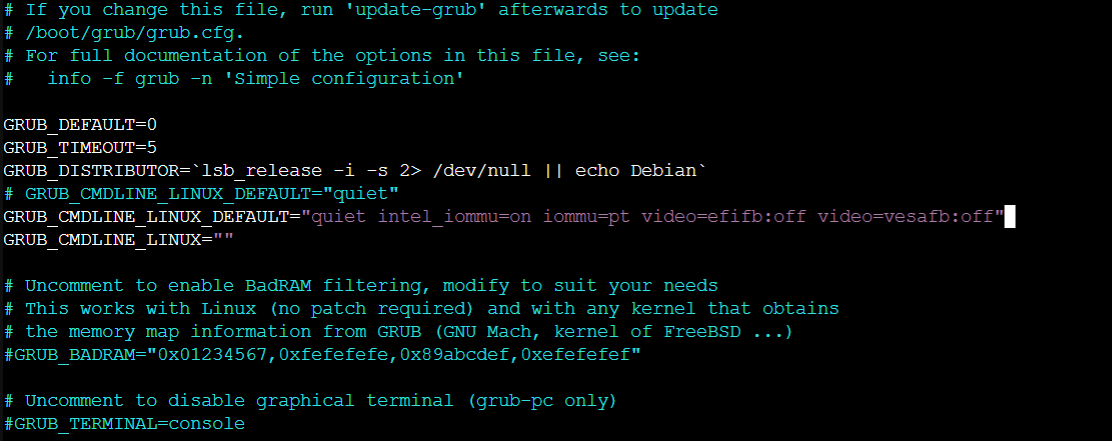 # If you change this file, run 'update-grub' afterwards to update
# /boot/grub/grub.cfg.
# For full documentation of the options in this file, see:
#   info -f grub -n 'Simple configuration'

GRUB_DEFAULT=0
GRUB_TIMEOUT=5
GRUB_DISTRIBUTOR=`lsb_release -i -s 2> /dev/null || echo Debian`
# GRUB_CMDLINE_LINUX_DEFAULT="quiet"
GRUB_CMDLINE_LINUX_DEFAULT="quiet intel_iommu=on iommu=pt video=efifb:off video=vesafb:off"
GRUB_CMDLINE_LINUX=""

# Uncomment to enable BadRAM filtering, modify to suit your needs
# This works with Linux (no patch required) and with any kernel that obtains
# the memory map information from GRUB (GNU Mach, kernel of FreeBSD ...)
#GRUB_BADRAM="0x01234567,0xfefefefe,0x89abcdef,0xefefefef"

# Uncomment to disable graphical terminal (grub-pc only)
#GRUB_TERMINAL=console